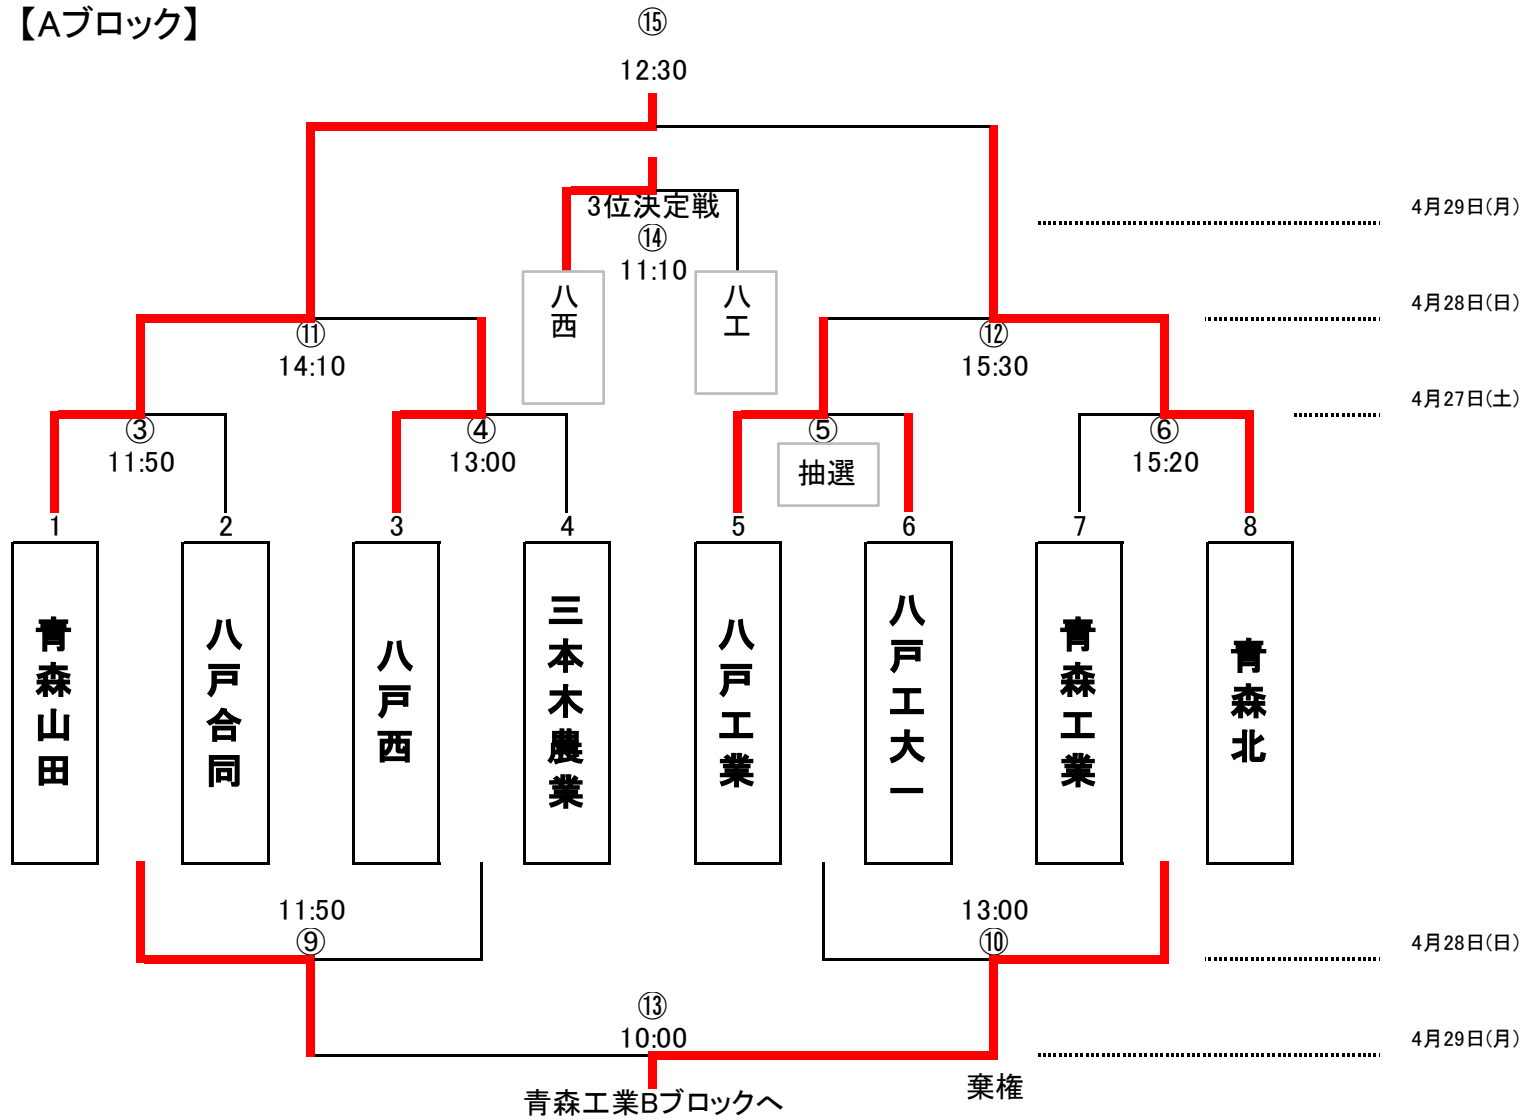 【Aブロック】
⑮
12:30
3位決定戦
⑭
11:10
4月29日(月)
八西
八工
4月28日(日)
⑪
14:10
⑫
15:30
4月27日(土)
③
11:50
④
13:00
⑤
抽選
⑥
15:20
1 2 3 4 5 6 7 8
青森山田
八戸合同
八戸西
三本木農業
八戸工業
八戸工大一
青森工業
青森北
11:50
⑨
13:00
⑩
4月28日(日)
⑬
10:00
4月29日(月)
棄権
青森工業Bブロックへ